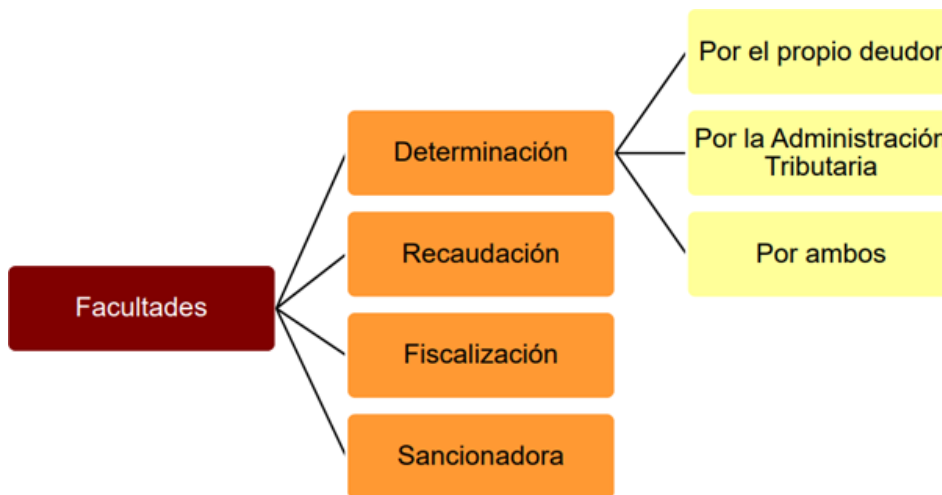 Facultades
Determinación
Recaudación
Fiscalización
Sancionadora
Por el propio deudor
Por la Administración
Tributaria
Por ambos